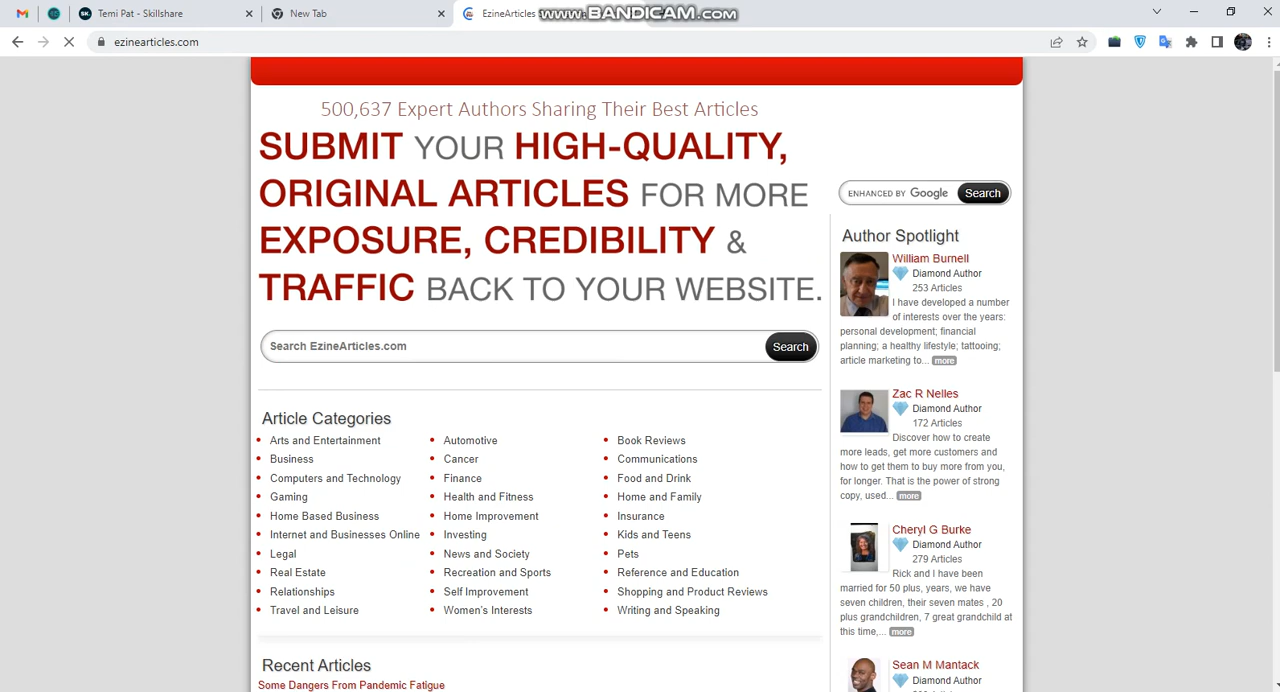 Temi Pat - Skillshare
New Tab
EzineArticles
www.BANDICAM.com
ezinearticles.com
500,637 Expert Authors Sharing Their Best Articles
SUBMIT YOUR HIGH-QUALITY,
ORIGINAL ARTICLES FOR MORE
EXPOSURE, CREDIBILITY &
TRAFFIC BACK TO YOUR WEBSITE.
Search EzineArticles.com
Search
Article Categories
Arts and Entertainment
Business
Computers and Technology
Gaming
Home Based Business
Internet and Businesses Online
Legal
Real Estate
Relationships
Travel and Leisure
Automotive
Cancer
Finance
Health and Fitness
Home Improvement
Investing
News and Society
Recreation and Sports
Self Improvement
Women's Interests
Book Reviews
Communications
Food and Drink
Home and Family
Insurance
Kids and Teens
Pets
Reference and Education
Shopping and Product Reviews
Writing and Speaking
Recent Articles
Some Dangers From Pandemic Fatigue
ENHANCED BY Google
Search
Author Spotlight
William Burnell
Diamond Author
253 Articles
I have developed a number
of interests over the years:
personal development; financial
planning; a healthy lifestyle; tattooing;
article marketing to... more
Zac R Nelles
Diamond Author
172 Articles
Discover how to create
more leads, get more customers and
how to get them to buy more from you,
for longer. That is the power of strong
copy, used... more
Cheryl G Burke
Diamond Author
279 Articles
Rick and I have been
married for 50 plus, years, we have
seven children, their seven mates , 20
plus grandchildren, 7 great grandchild at
this time,... more
Sean M Mantack
Diamond Author